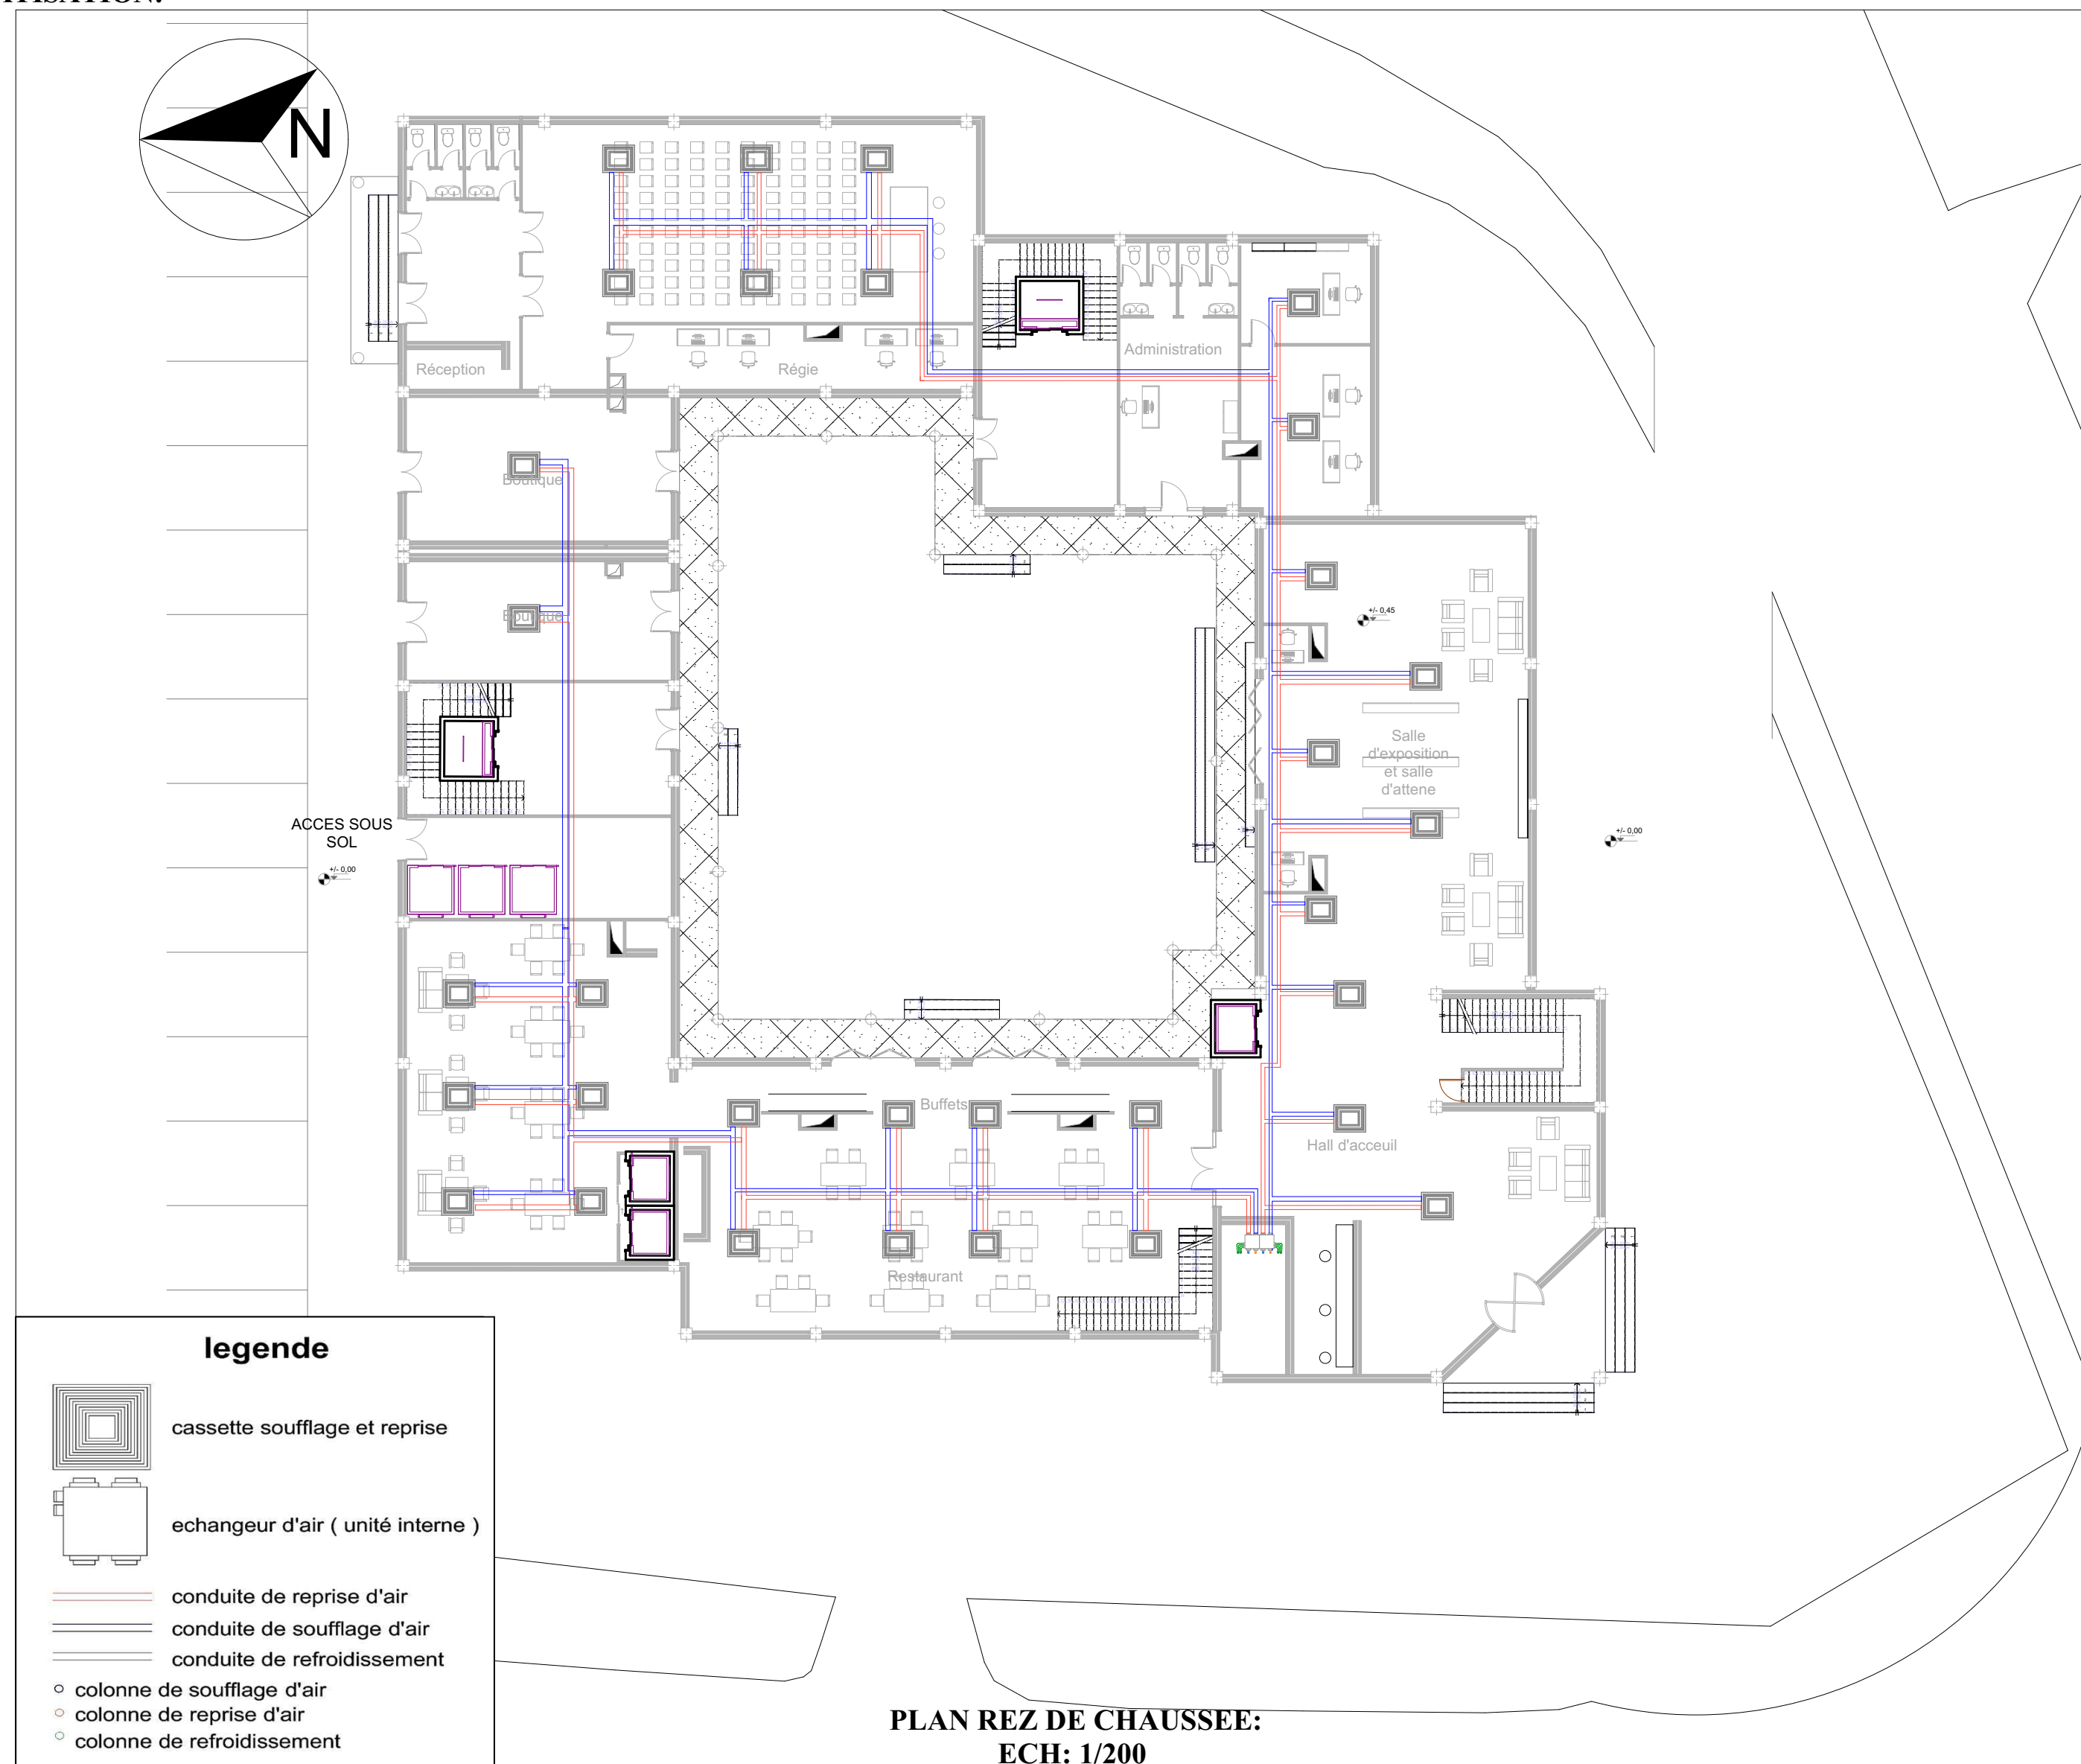 N
Réception
Régie
Administration
Boutique
Boutique
+/- 0,45
Salle
d'exposition
et salle
d'attene
ACCES SOUS
SOL
+/- 0,00
+/- 0,00
Buffets
Hall d'acceuil
Restaurant
legende
cassette soufflage et reprise
echangeur d'air ( unité interne )
conduite de reprise d'air
conduite de soufflage d'air
conduite de refroidissement
colonne de soufflage d'air
colonne de reprise d'air
colonne de refroidissement
PLAN REZ DE CHAUSSEE:
ECH: 1/200